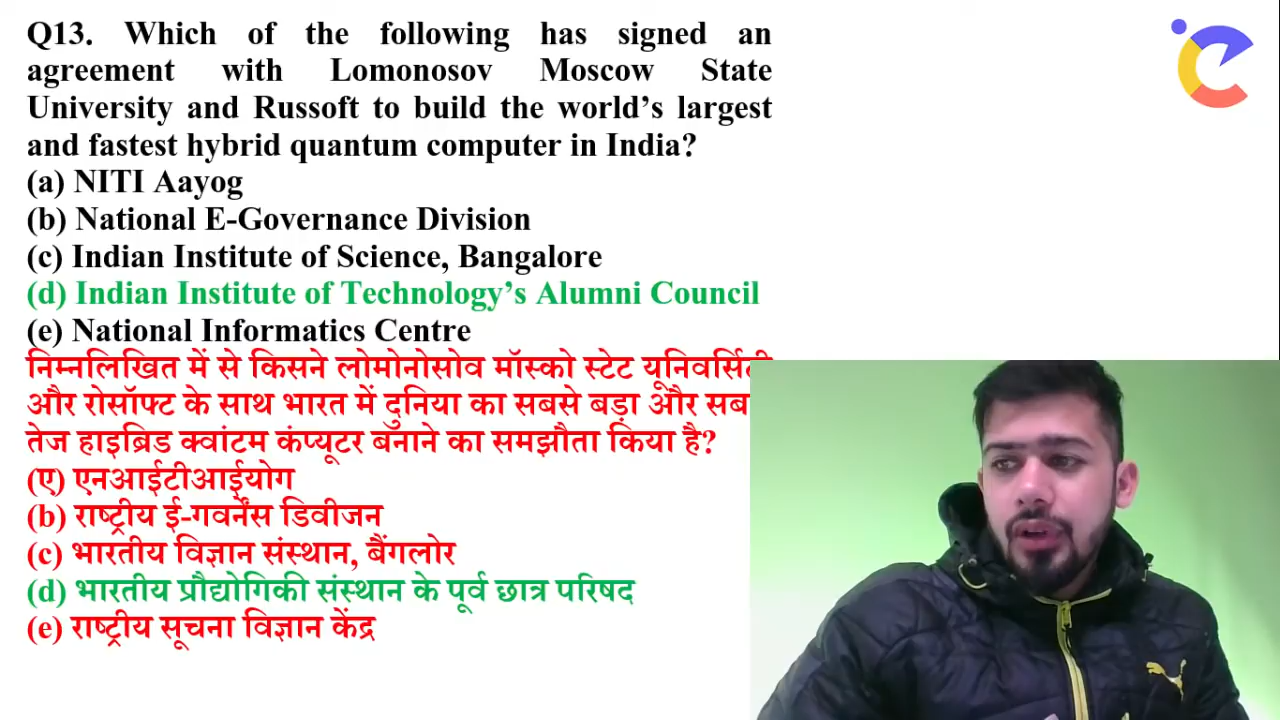 Q13. Which of the following has signed an
agreement with Lomonosov Moscow State
University and Russoft to build the world’s largest
and fastest hybrid quantum computer in India?
(a) NITI Aayog
(b) National E-Governance Division
(c) Indian Institute of Science, Bangalore
(d) Indian Institute of Technology’s Alumni Council
(e) National Informatics Centre
निम्नलिखित में से किसने लोमोनोसोव मॉस्को स्टेट
और रोसॉफ्ट के साथ भारत में दुनिया का सबसे बड़ा और
तेज हाइब्रिड क्वांटम कंप्यूटर बनाने का समझौता किया है?
(ए) एनआईटीआईयोग
(b) राष्ट्रीय ई-गवर्नेंस डिवीजन
(c) भारतीय विज्ञान संस्थान, बैंगलोर
(d) भारतीय प्रौद्योगिकी संस्थान के पूर्व छात्र परिषद
(e) राष्ट्रीय सूचना विज्ञान केंद्र